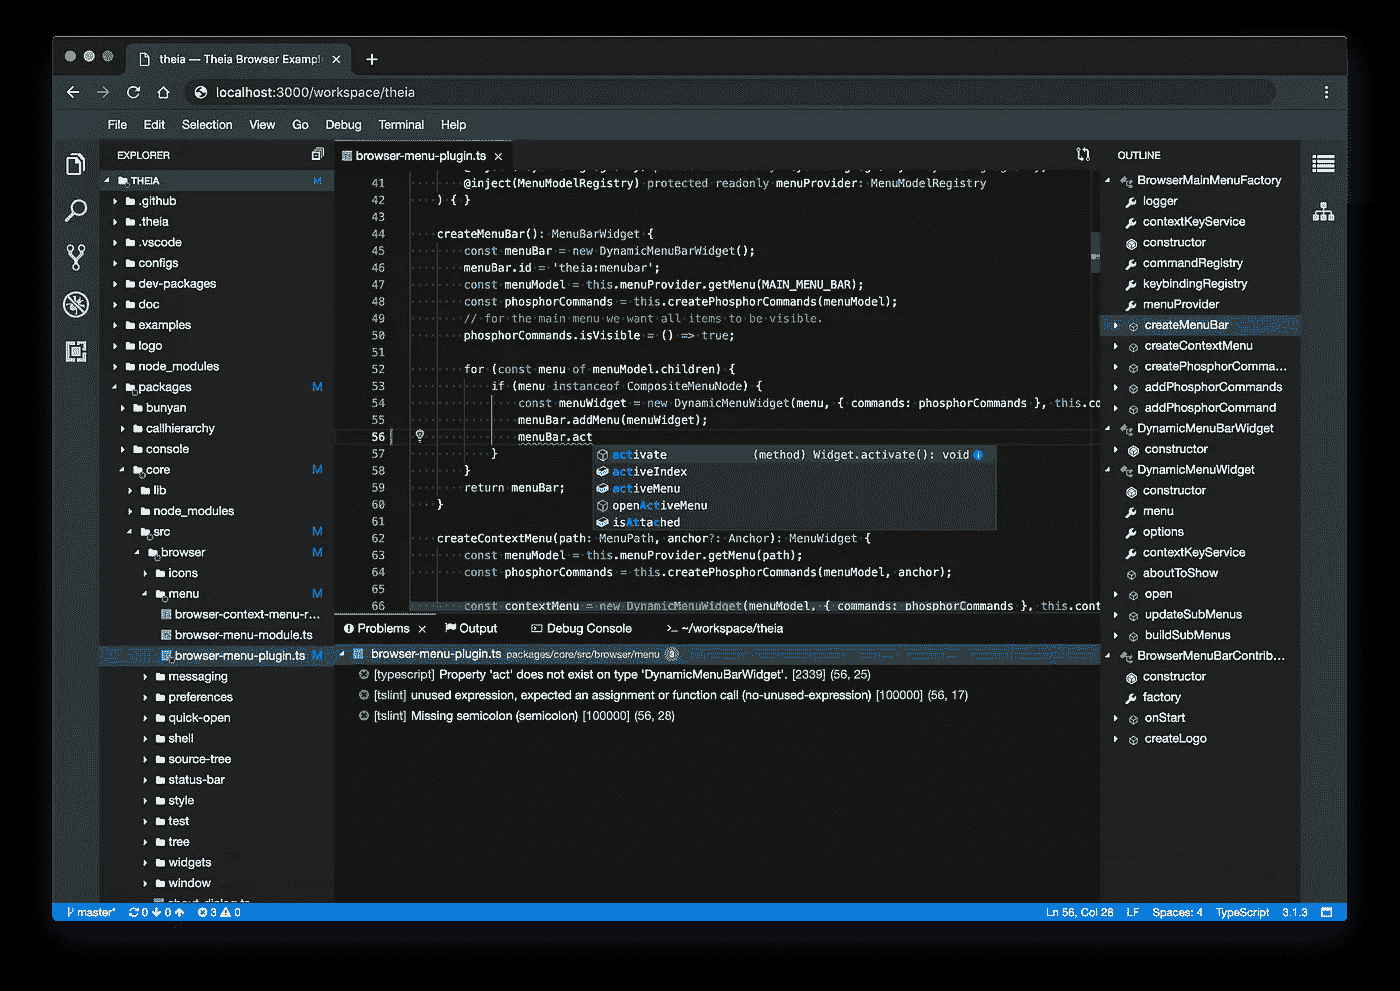 theia — Theia Browser Exampl
localhost:3000/workspace/theia
File Edit Selection View Go Debug Terminal Help
EXPLORER
THEIA M
.github
.theia
.vscode
configs
dev-packages
doc
examples
logo
node_modules
packages M
bunyan
callhierarchy
console
core M
lib
node_modules
src M
browser M
icons
menu M
browser-context-menu-r...
browser-menu-module.ts
browser-menu-plugin.ts M
messaging
preferences
quick-open
shell
source-tree
status-bar
style
test
tree
widgets
window
browser-menu-plugin.ts
41 @inject(MenuModelRegistry) protected readonly menuProvider: MenuModelRegistry
42 ) { }
43
44 createMenuBar(): MenuBarWidget {
45 const menuBar = new DynamicMenuBarWidget();
46 menuBar.id = 'theia:menubar';
47 const menuModel = this.menuProvider.getMenu(MAIN_MENU_BAR);
48 const phosphorCommands = this.createPhosphorCommands(menuModel);
49 // for the main menu we want all items to be visible.
50 phosphorCommands.isVisible = () => true;
51
52 for (const menu of menuModel.children) {
53 if (menu instanceof CompositeMenuNode) {
54 const menuWidget = new DynamicMenuWidget(menu, { commands: phosphorCommands }, this.co
55 menuBar.addMenu(menuWidget);
56 menuBar.act
57 }
58 }
59 return menuBar;
60 }
61
62 createContextMenu(path: MenuPath, anchor?: Anchor): MenuWidget {
63 const menuModel = this.menuProvider.getMenu(path);
64 const phosphorCommands = this.createPhosphorCommands(menuModel, anchor);
65
66 const contextMenu = new DynamicMenuWidget(menuModel, { commands: phosphorCommands }, this.cont
activate (method) Widget.activate(): void
activeIndex
activeMenu
openActiveMenu
isAttached
Problems Output Debug Console ~/workspace/theia
browser-menu-plugin.ts packages/core/src/browser/menu 3
[typescript] Property 'act' does not exist on type 'DynamicMenuBarWidget'. [2339] (56, 25)
[tslint] unused expression, expected an assignment or function call (no-unused-expression) [100000] (56, 17)
[tslint] Missing semicolon (semicolon) [100000] (56, 28)
OUTLINE
BrowserMainMenuFactory
logger
contextKeyService
constructor
commandRegistry
keybindingRegistry
menuProvider
createMenuBar
createContextMenu
createPhosphorComma...
addPhosphorCommands
addPhosphorCommand
DynamicMenuBarWidget
constructor
DynamicMenuWidget
constructor
menu
options
contextKeyService
aboutToShow
open
updateSubMenus
buildSubMenus
BrowserMenuBarContrib...
constructor
factory
onStart
createLogo
master* 0 0 3 0 Ln 56, Col 28 LF Spaces: 4 TypeScript 3.1.3